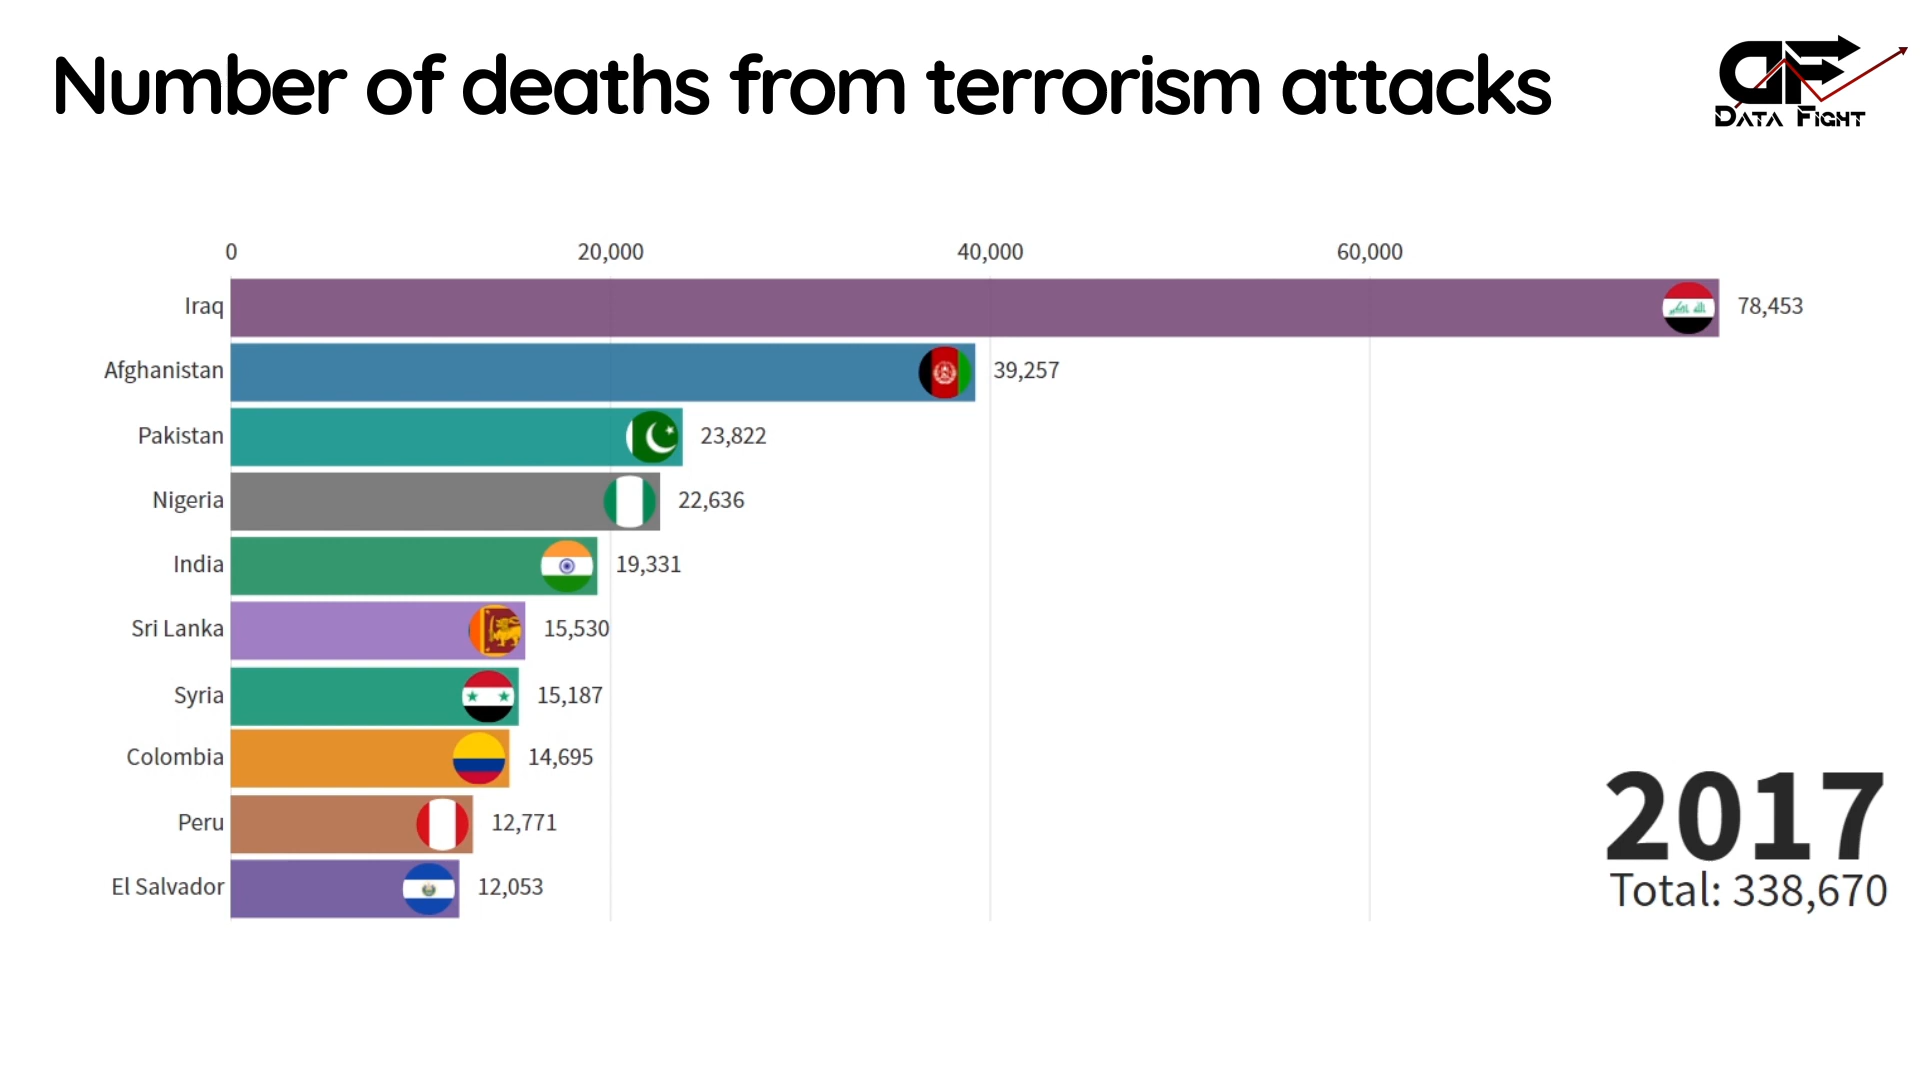 Number of deaths from terrorism attacks
DATA FIGHT
0 20,000 40,000 60,000
Iraq 78,453
Afghanistan 39,257
Pakistan 23,822
Nigeria 22,636
India 19,331
Sri Lanka 15,530
Syria 15,187
Colombia 14,695
Peru 12,771
El Salvador 12,053
2017
Total: 338,670